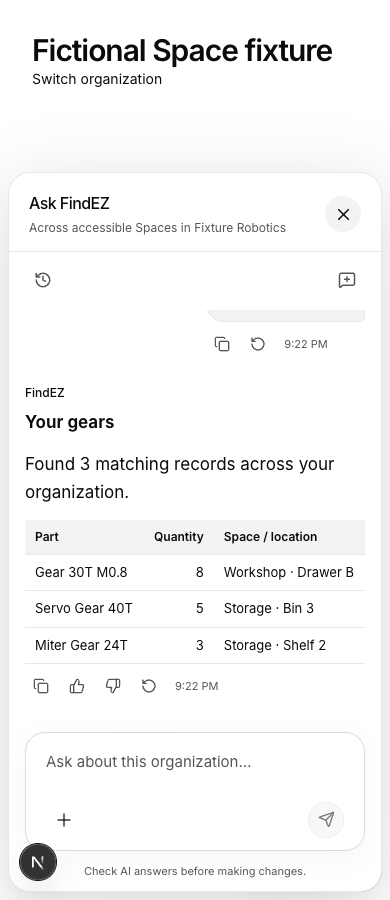 Fictional Space fixture
Switch organization
Ask FindEZ
Across accessible Spaces in Fixture Robotics
9:22 PM
FindEZ
Your gears
Found 3 matching records across your
organization.
Part Quantity Space / location
Gear 30T M0.8 8 Workshop · Drawer B
Servo Gear 40T 5 Storage · Bin 3
Miter Gear 24T 3 Storage · Shelf 2
9:22 PM
Ask about this organization...
N
Check AI answers before making changes.